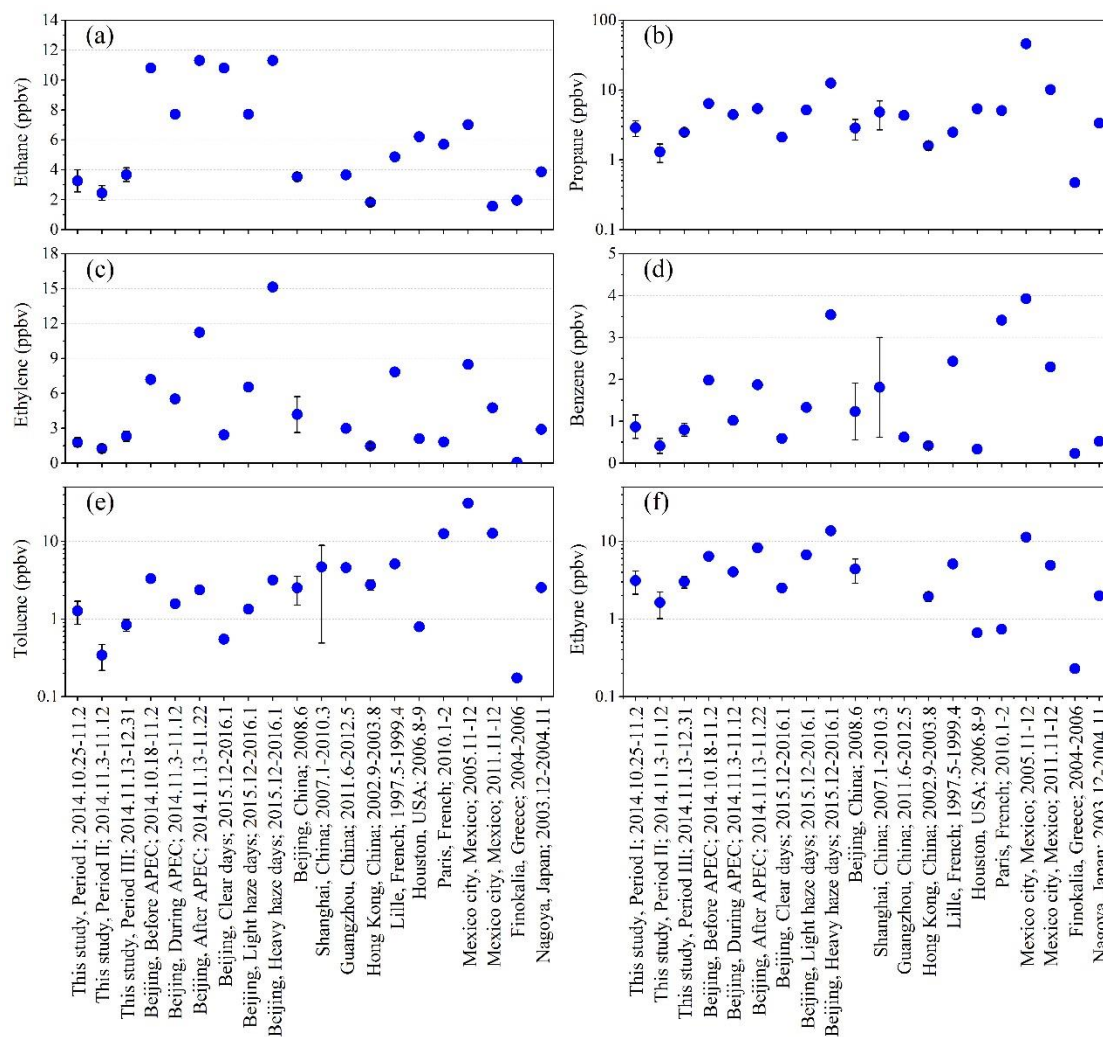 (a)
14
12
10
8
6
4
2
0
Ethane (ppbv)
(b)
100
10
1
0.1
Propane (ppbv)
(c)
18
15
12
9
6
3
0
Ethylene (ppbv)
(d)
5
4
3
2
1
0
Benzene (ppbv)
(e)
10
1
0.1
Toluene (ppbv)
(f)
10
1
0.1
Ethyne (ppbv)
This study, Period I; 2014.10.25-11.2
This study, Period II; 2014.11.3-11.12
This study, Period III; 2014.11.13-12.31
Beijing, Before APEC; 2014.10.18-11.2
Beijing, During APEC; 2014.11.3-11.12
Beijing, After APEC; 2014.11.13-11.22
Beijing, Clear days; 2015.12-2016.1
Beijing, Light haze days; 2015.12-2016.1
Beijing, Heavy haze days; 2015.12-2016.1
Beijing, China; 2008.6
Shanghai, China; 2007.1-2010.3
Guangzhou, China; 2011.6-2012.5
Hong Kong, China; 2002.9-2003.8
Lille, French; 1997.5-1999.4
Houston, USA; 2006.8-9
Paris, French; 2010.1-2
Mexico city, Mexico; 2005.11-12
Mexico city, Mexico; 2011.11-12
Finokalia, Greece; 2004-2006
Nagoya, Japan; 2003.12-2004.11
This study, Period I; 2014.10.25-11.2
This study, Period II; 2014.11.3-11.12
This study, Period III; 2014.11.13-12.31
Beijing, Before APEC; 2014.10.18-11.2
Beijing, During APEC; 2014.11.3-11.12
Beijing, After APEC; 2014.11.13-11.22
Beijing, Clear days; 2015.12-2016.1
Beijing, Light haze days; 2015.12-2016.1
Beijing, Heavy haze days; 2015.12-2016.1
Beijing, China; 2008.6
Shanghai, China; 2007.1-2010.3
Guangzhou, China; 2011.6-2012.5
Hong Kong, China; 2002.9-2003.8
Lille, French; 1997.5-1999.4
Houston, USA; 2006.8-9
Paris, French; 2010.1-2
Mexico city, Mexico; 2005.11-12
Mexico city, Mexico; 2011.11-12
Finokalia, Greece; 2004-2006
Nagoya, Japan; 2003.12-2004.11